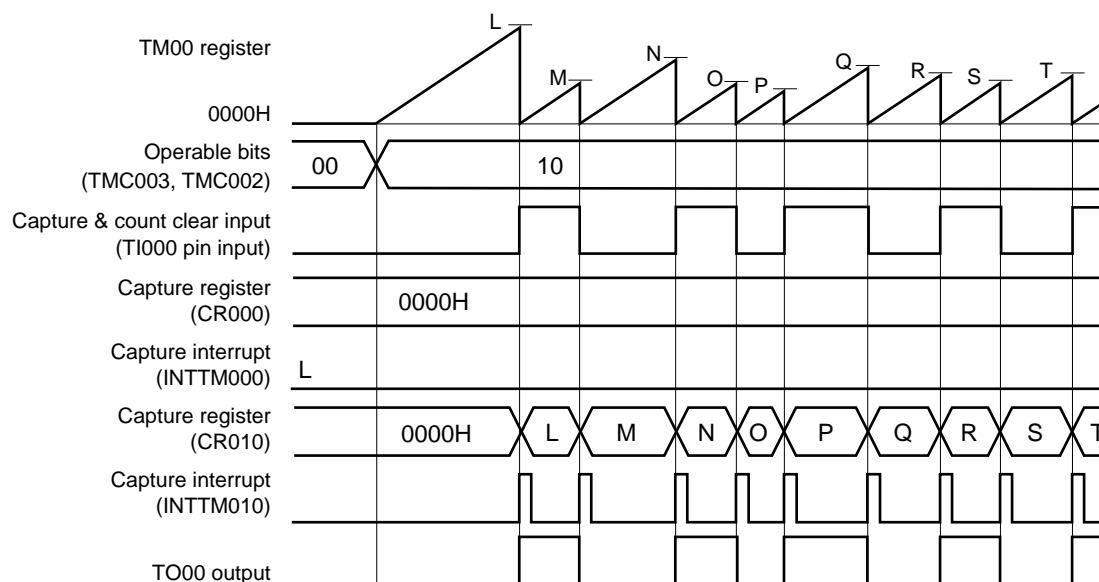 TM00 register
L
M
N
O
P
Q
R
S
T
0000H
Operable bits
(TMC003, TMC002)
00
10
Capture & count clear input
(TI000 pin input)
Capture register
(CR000)
0000H
Capture interrupt
(INTTM000)
L
Capture register
(CR010)
0000H
L
M
N
O
P
Q
R
S
T
Capture interrupt
(INTTM010)
TO00 output